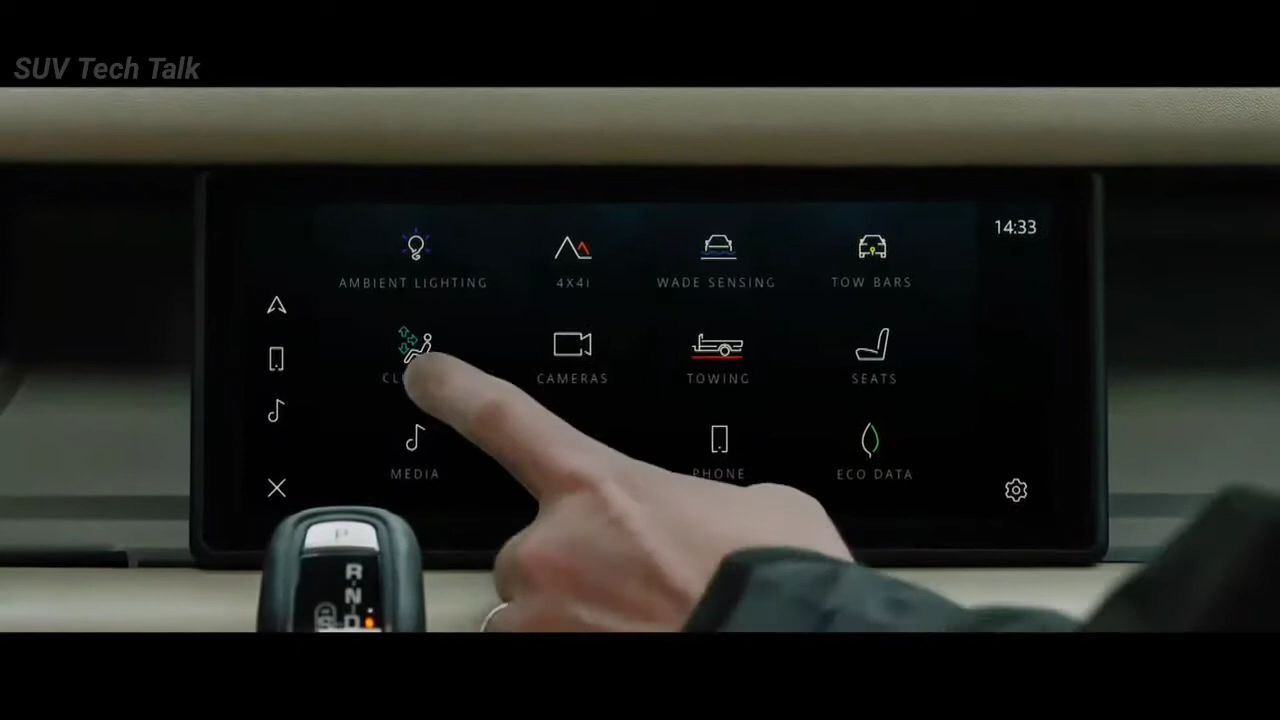 SUV Tech Talk
14:33
AMBIENT LIGHTING 4X4i WADE SENSING TOW BARS
CAMERAS TOWING SEATS
MEDIA PHONE ECO DATA
P
R
N
S D